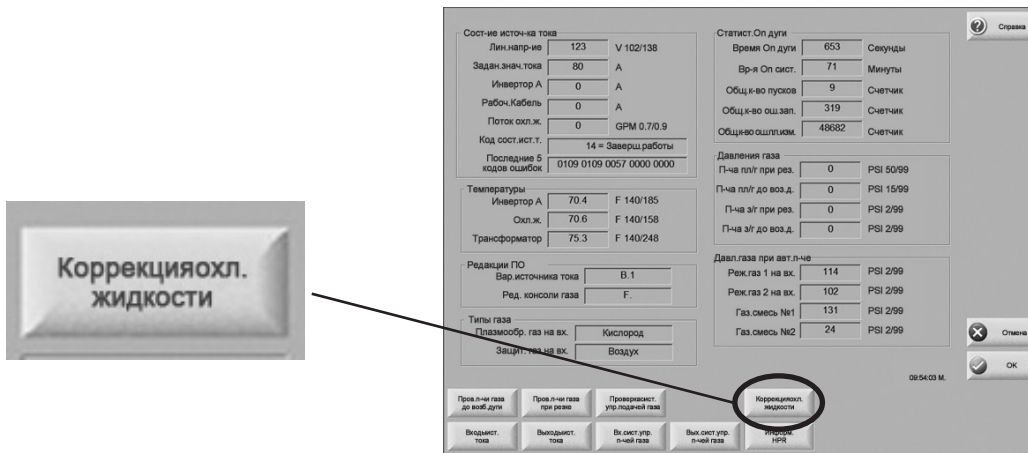 Коррекцияохл.
жидкости
Сост-ие источ-ка тока
Лин.напр-ие 123 V 102/138
Задан.знач.тока 80 A
Инвертор А 0 A
Рабоч.Кабель 0 A
Поток охл.ж. 0 GPM 0.7/0.9
Код сост.ист.т. 14 = Заверш.работы
Последние 5
кодов ошибок 0109 0109 0057 0000 0000
Температуры
Инвертор А 70.4 F 140/185
Охл.ж. 70.6 F 140/158
Трансформатор 75.3 F 140/248
Редакции ПО
Вар.источника тока B.1
Ред. консоли газа F.
Типы газа
Плазмообр. газ на вх. Кислород
Защит. газ на вх. Воздух
Статист.Оп дуги
Время Оп дуги 653 Секунды
Вр-я Оп сист. 71 Минуты
Общ.к-во пусков 9 Счетчик
Общ.к-во ош.зап. 319 Счетчик
Общ.к-во ошпл.изм. 48682 Счетчик
Давления газа
П-ча пл/г при рез. 0 PSI 50/99
П-ча пл/г до воз.д. 0 PSI 15/99
П-ча з/г при рез. 0 PSI 2/99
П-ча з/г до воз.д. 0 PSI 2/99
Давл.газа при авт.п-че
Реж.газ 1 на вх. 114 PSI 2/99
Реж.газ 2 на вх. 102 PSI 2/99
Газ.смесь №1 131 PSI 2/99
Газ.смесь №2 24 PSI 2/99
Справка
Отмена
ОК
09:54:03 М.
Пров.п-чи газа
до возб.дуги
Пров.п-чи газа
при резке
Проверкасист.
упр.подачей газа
Коррекцияохл.
жидкости
Входыист.
тока
Выходыист.
тока
Вх.сист.упр.
п-чей газа
Вых.сист.упр.
п-чей газа
Информ.
HPR